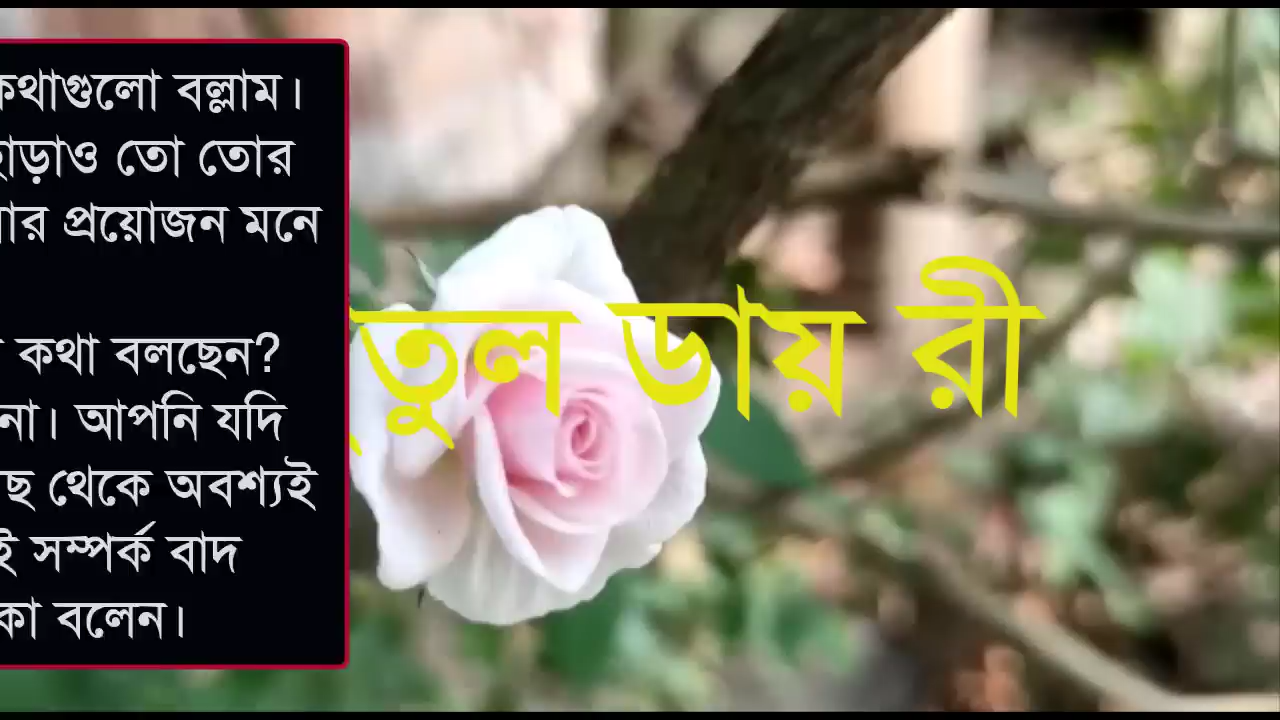 কথাগুলো বল্লাম।
ছাড়াও তো তোর
প্রয়োজন মনে
কথা বলছেন?
না। আপনি যদি
থেকে অবশ্যই
সম্পর্ক বাদ
বলেন।
তুল ডায় রী